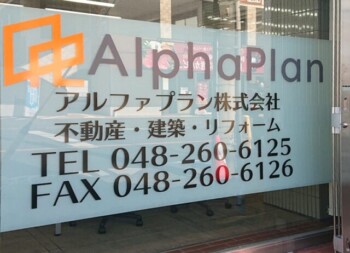 AlphaPlan
アルファプラン株式会社
不動産・建築・リフォーム
TEL 048-260-6125
FAX 048-260-6126